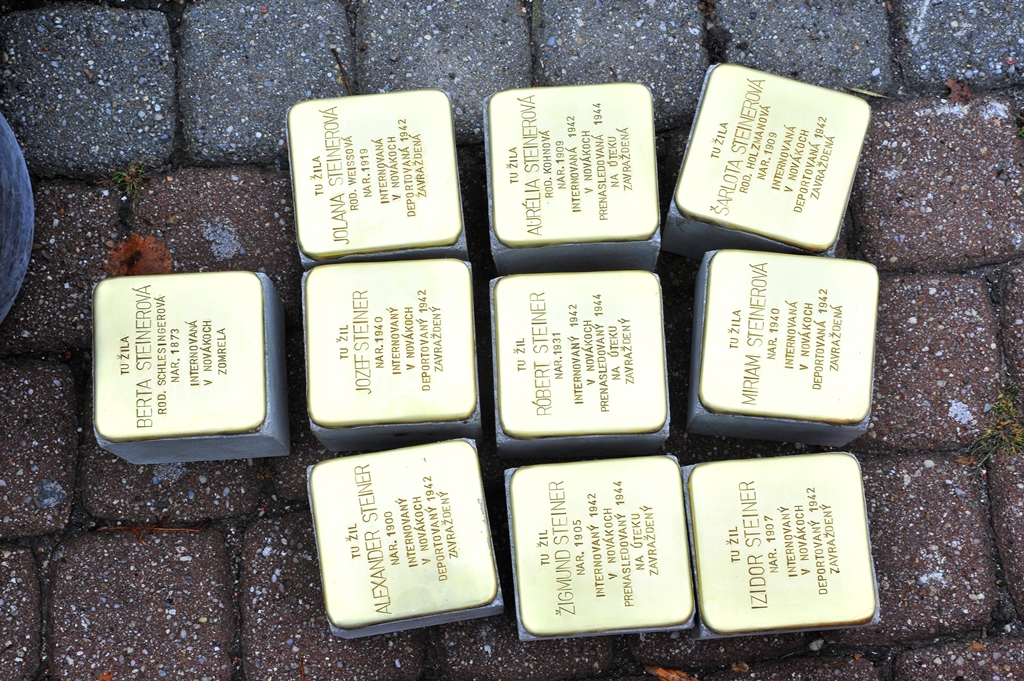 TU ŽILA
JOLANA STEINEROVÁ
ROD. WEISSOVÁ
NAR. 1919
INTERNOVANÁ
V NOVÁKOCH
DEPORTOVANÁ 1942
ZAVRAŽDENÁ
TU ŽILA
AURÉLIA STEINEROVÁ
ROD. KOHNOVÁ
NAR. 1909
INTERNOVANÁ 1942
V NOVÁKOCH
PRENASLEDOVANÁ 1944
NA ÚTEKU
ZAVRAŽDENÁ
TU ŽILA
ŠARLOTA STEINEROVÁ
ROD. HOLZMANOVÁ
NAR. 1909
INTERNOVANÁ
V NOVÁKOCH
DEPORTOVANÁ 1942
ZAVRAŽDENÁ
TU ŽILA
BERTA STEINEROVÁ
ROD. SCHLESINGEROVÁ
NAR. 1873
INTERNOVANÁ
V NOVÁKOCH
ZOMRELA
TU ŽIL
JOZEF STEINER
NAR. 1940
INTERNOVANÝ
V NOVÁKOCH
DEPORTOVANÝ 1942
ZAVRAŽDENÝ
TU ŽIL
RÓBERT STEINER
NAR. 1931
INTERNOVANÝ 1942
V NOVÁKOCH
PRENASLEDOVANÝ 1944
NA ÚTEKU
ZAVRAŽDENÝ
TU ŽILA
MIRIAM STEINEROVÁ
NAR. 1940
INTERNOVANÁ
V NOVÁKOCH
DEPORTOVANÁ 1942
ZAVRAŽDENÁ
TU ŽIL
ALEXANDER STEINER
NAR. 1900
INTERNOVANÝ
V NOVÁKOCH
DEPORTOVANÝ 1942
ZAVRAŽDENÝ
TU ŽIL
ŽIGMUND STEINER
NAR. 1905
INTERNOVANÝ 1942
V NOVÁKOCH
PRENASLEDOVANÝ 1944
NA ÚTEKU
ZAVRAŽDENÝ
TU ŽIL
IZIDOR STEINER
NAR. 1907
INTERNOVANÝ
V NOVÁKOCH
DEPORTOVANÝ 1942
ZAVRAŽDENÝ